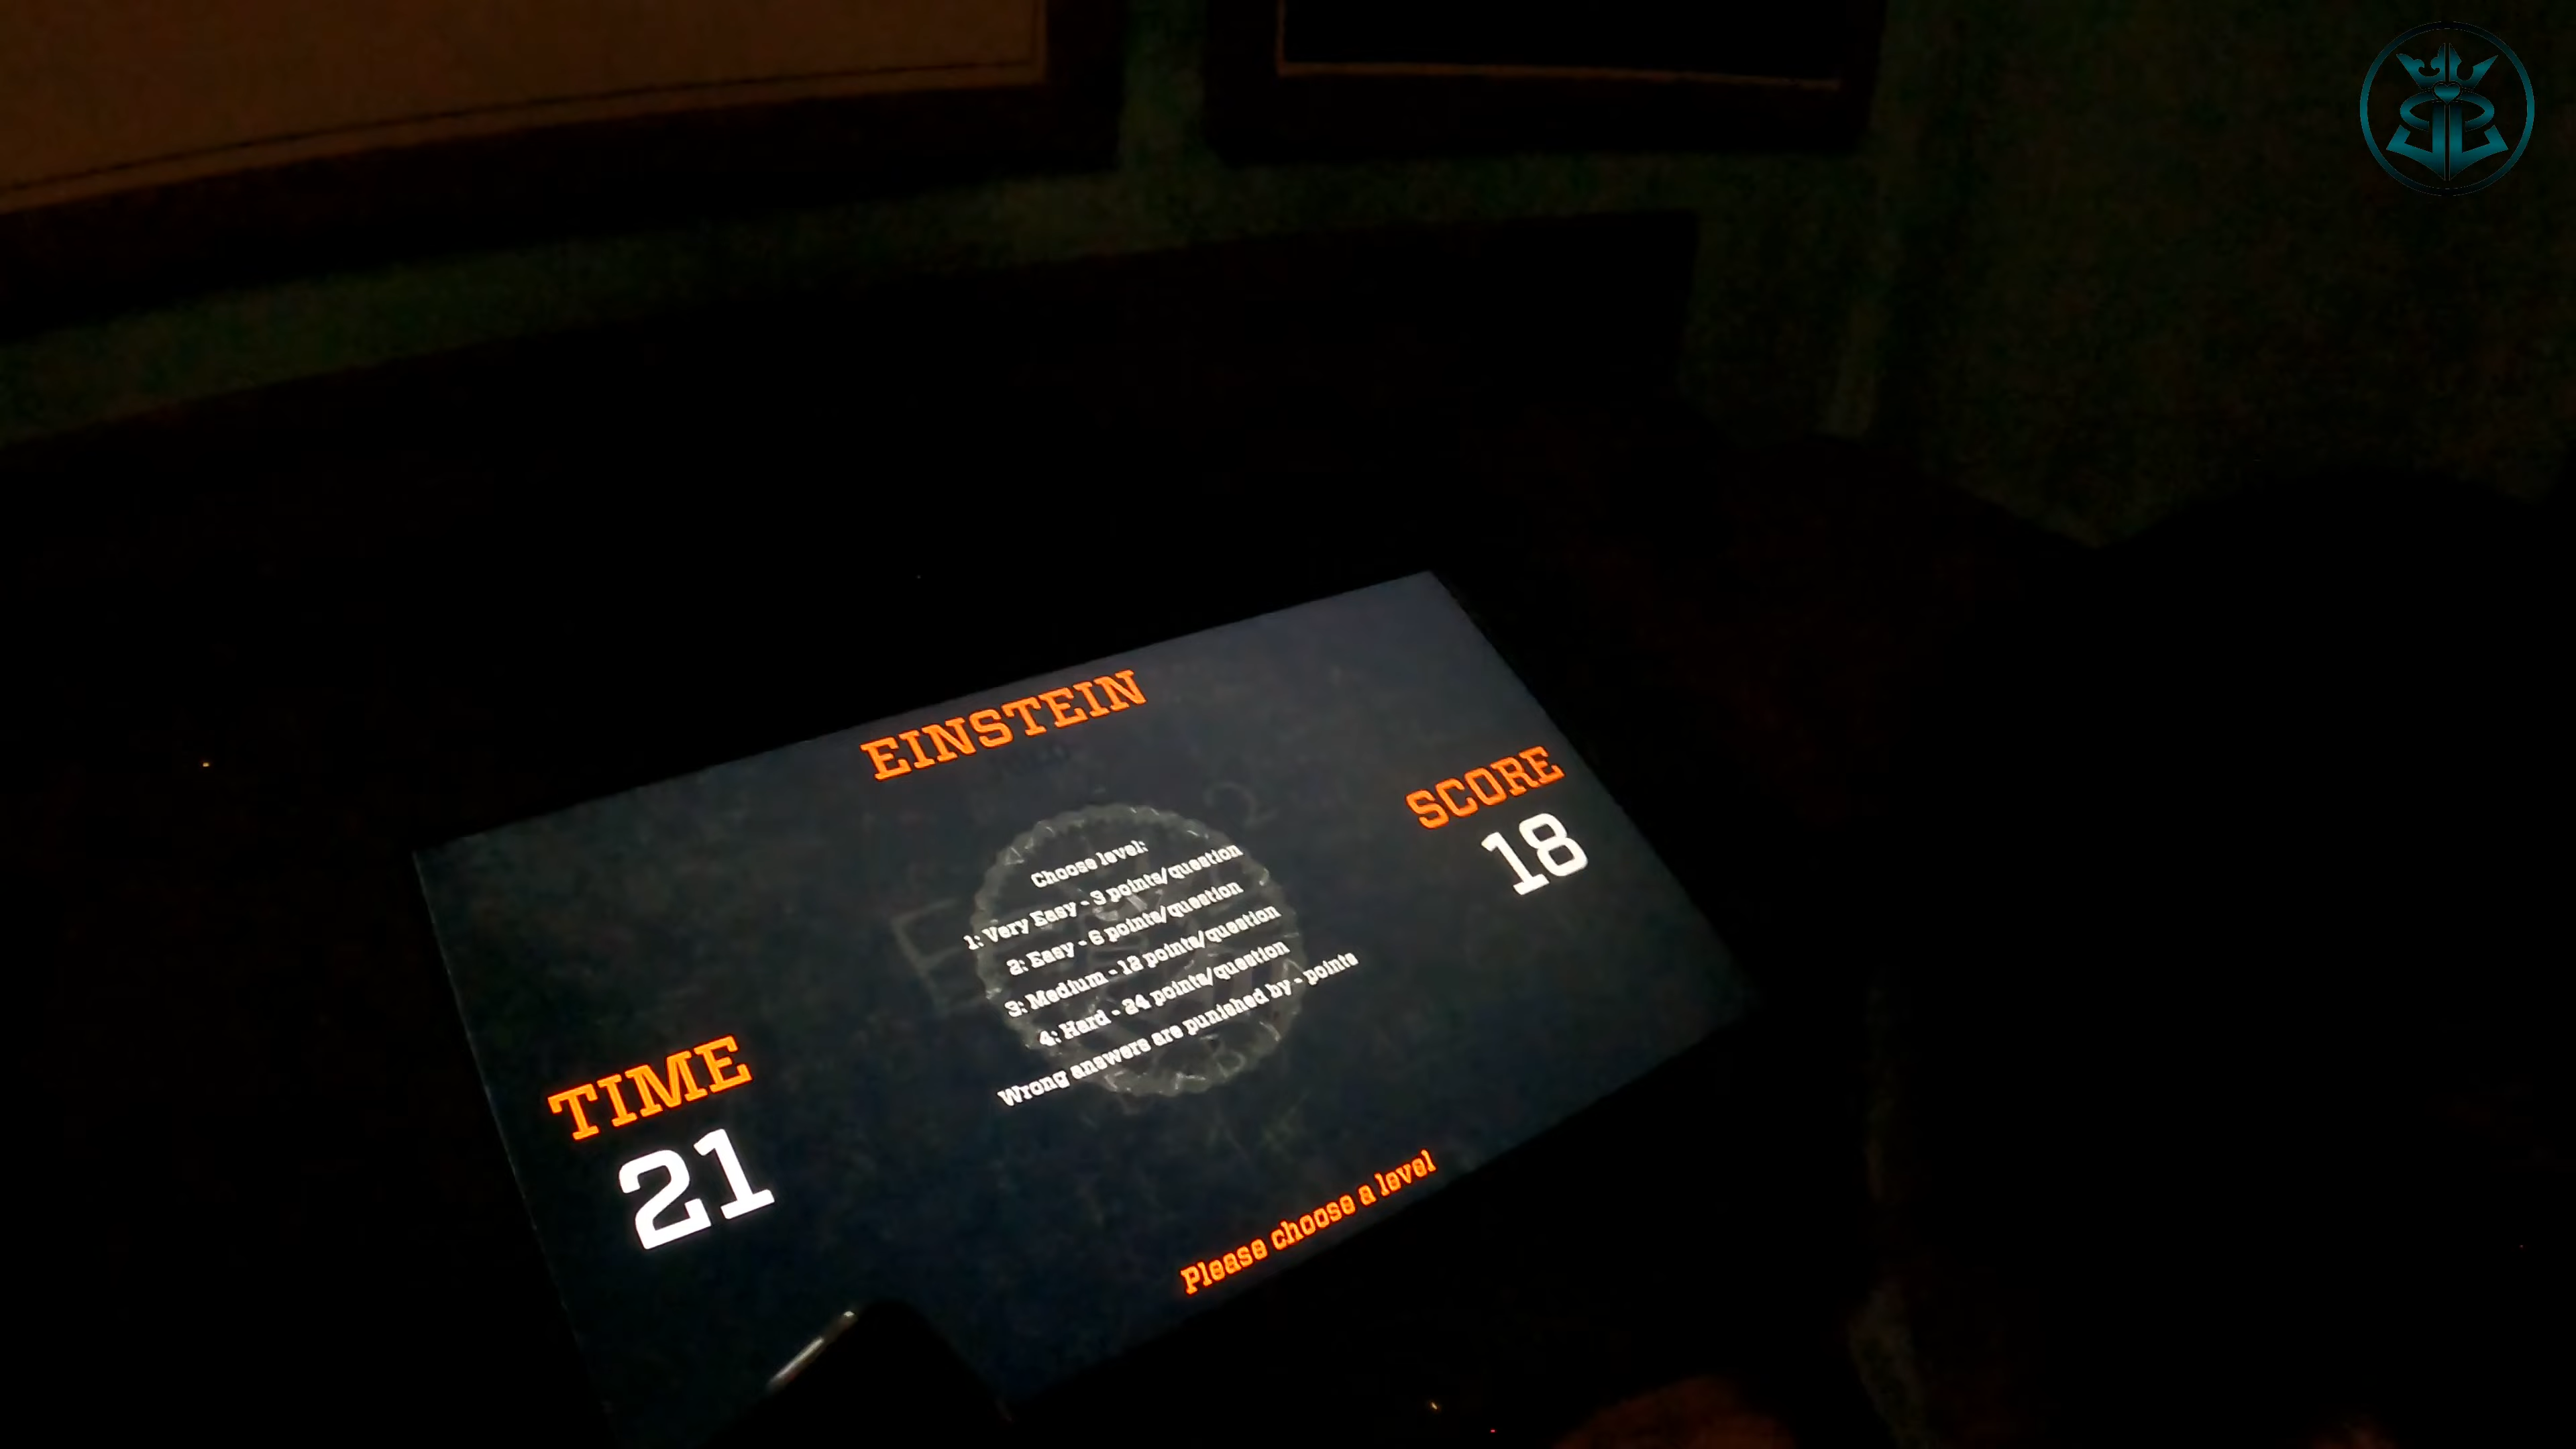 EINSTEIN
SCORE
18
Choose level:
1: Very Easy - 3 points/question
2: Easy - 6 points/question
3: Medium - 12 points/question
4: Hard - 24 points/question
Wrong answers are punished by - points
TIME
21
Please choose a level